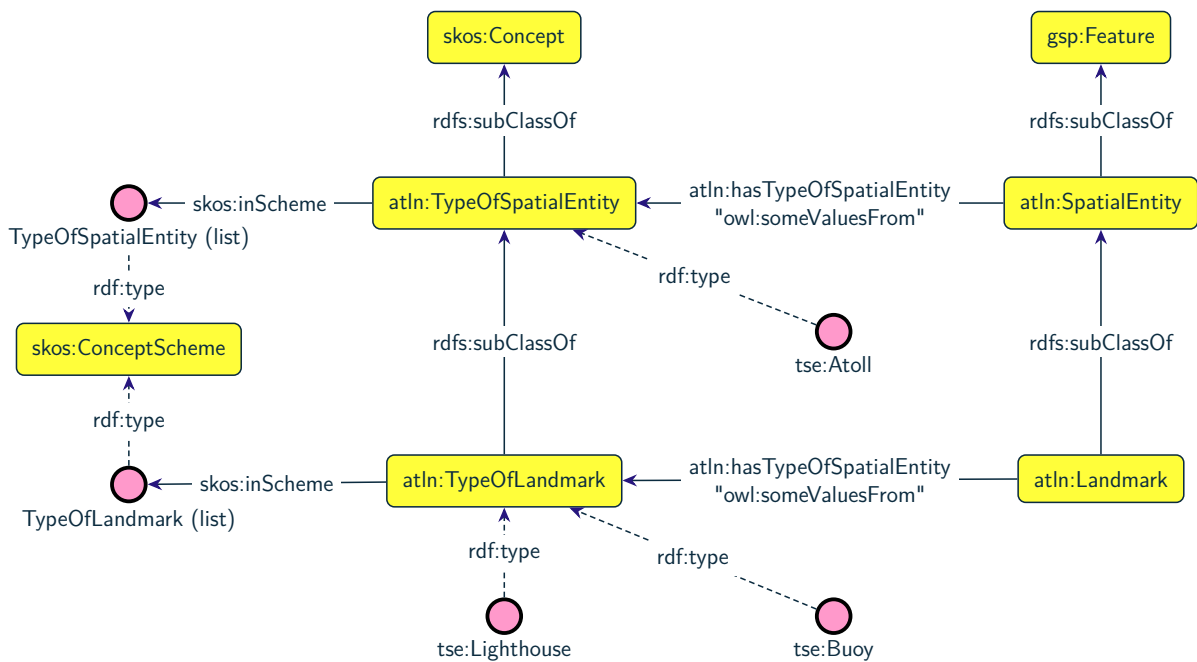 skos:Concept
gsp:Feature
rdfs:subClassOf
rdfs:subClassOf
skos:inScheme
atln:TypeOfSpatialEntity
atln:hasTypeOfSpatialEntity
"owl:someValuesFrom"
atln:SpatialEntity
TypeOfSpatialEntity (list)
rdf:type
rdf:type
skos:ConceptScheme
rdfs:subClassOf
rdfs:subClassOf
tse:Atoll
rdf:type
skos:inScheme
atln:TypeOfLandmark
atln:hasTypeOfSpatialEntity
"owl:someValuesFrom"
atln:Landmark
TypeOfLandmark (list)
rdf:type
rdf:type
tse:Lighthouse
tse:Buoy